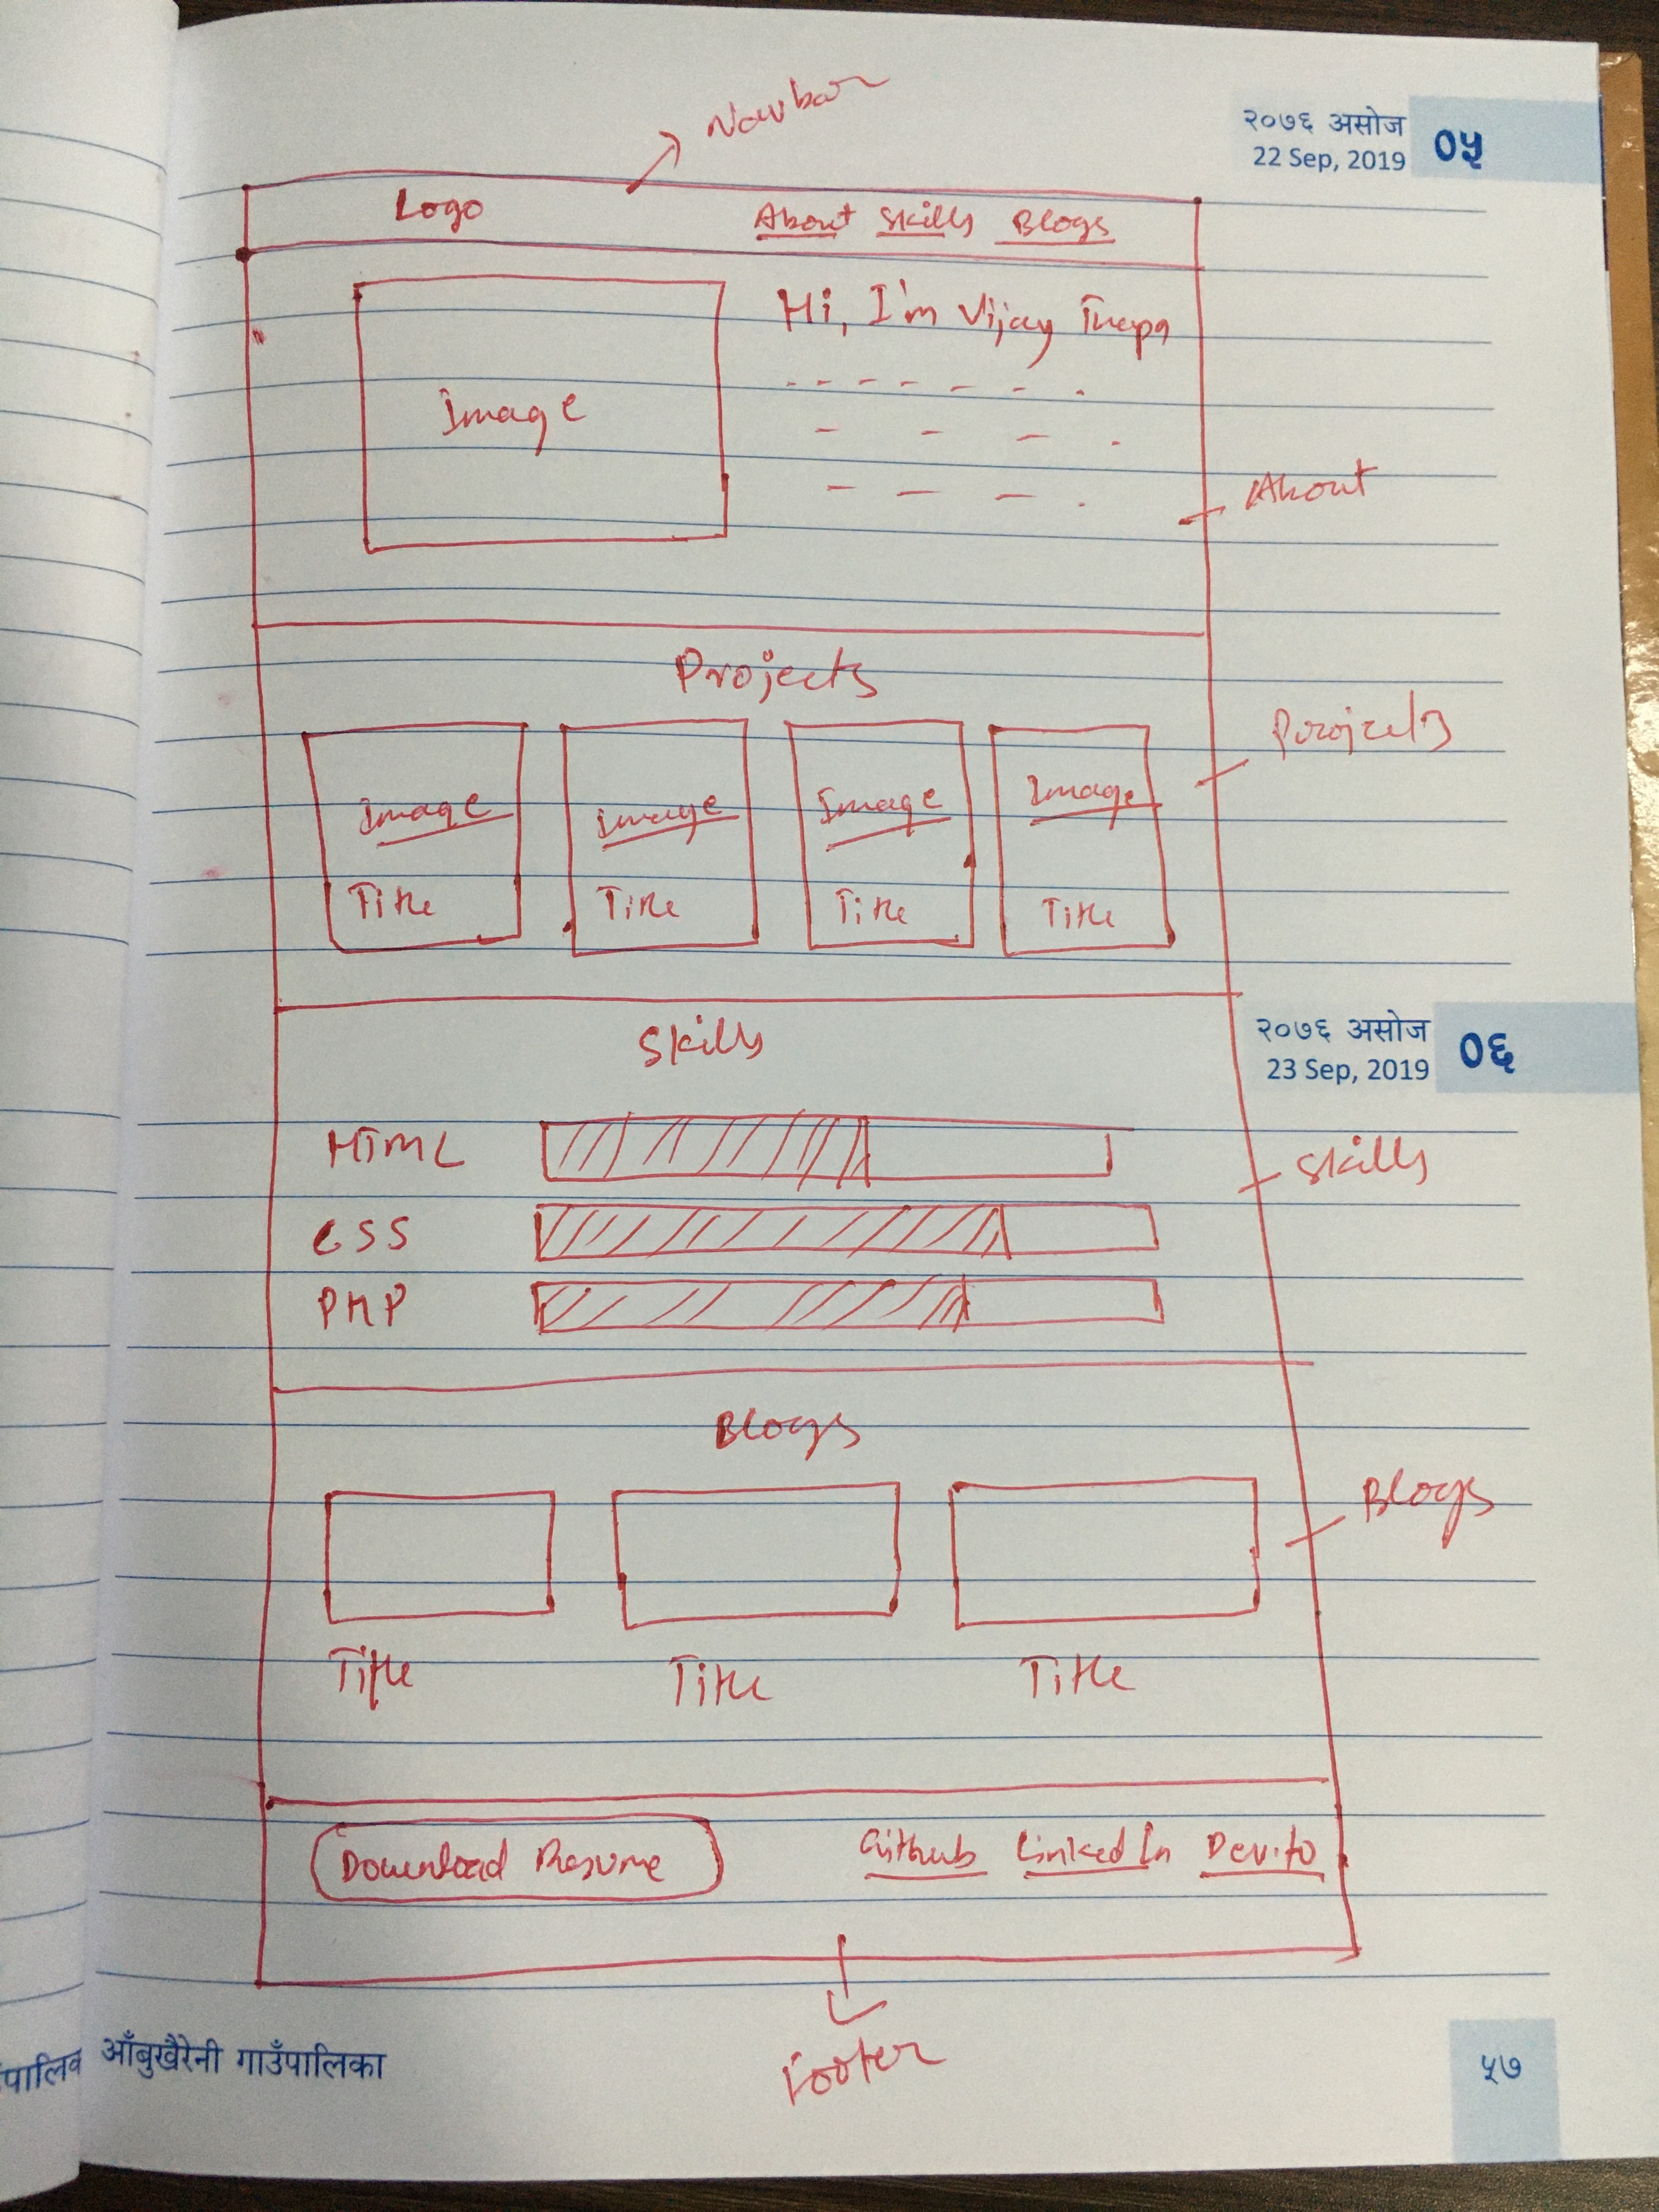 Navbar
२०७६ असोज
22 Sep, 2019
०५
Logo
About Skills Blogs
Hi, I'm Vijay Thapa
Image
About
Projects
Projects
Image Image Image Image
Title Title Title Title
Skills
२०७६ असोज
23 Sep, 2019
०६
HTML
Skills
CSS
PHP
Blogs
Blogs
Title Title Title
Download Resume
Github LinkedIn Dev.to
Footer
आँबुखैरेनी गाउँपालिका
५७